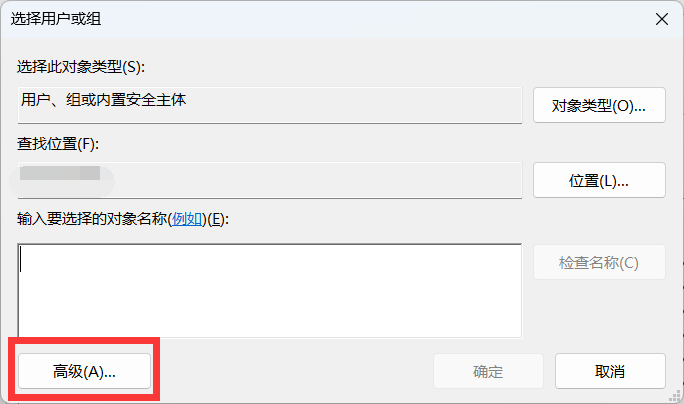 选择用户或组
选择此对象类型(S):
用户、组或内置安全主体
对象类型(O)...
查找位置(F):
位置(L)...
输入要选择的对象名称(例如)(E):
检查名称(C)
高级(A)...
确定
取消